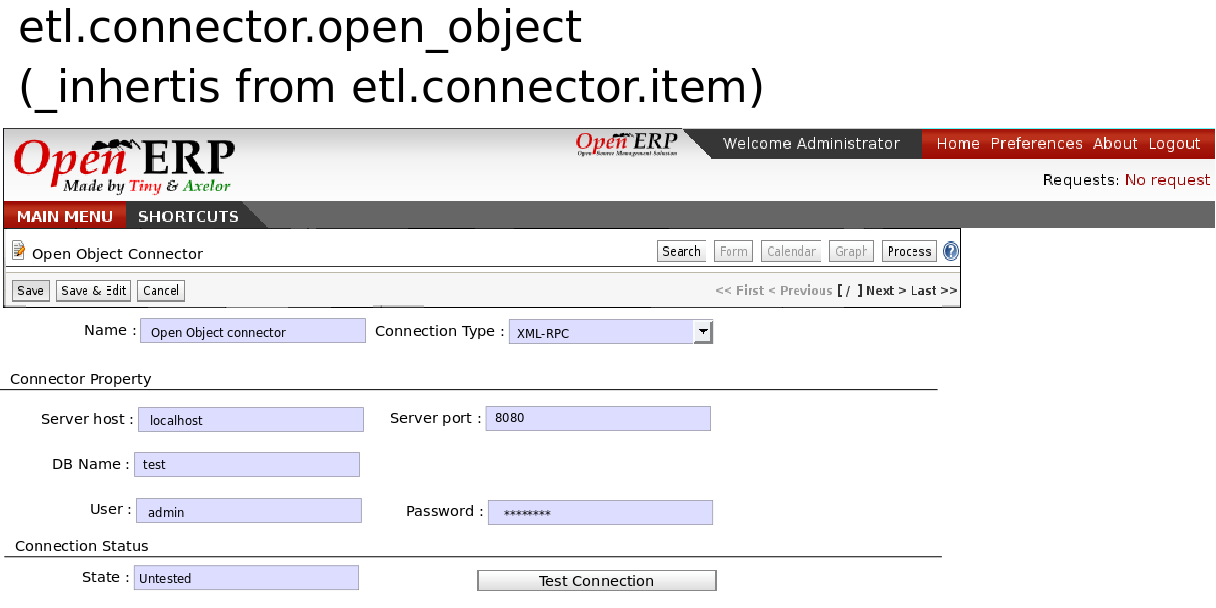 etl.connector.open_object
(_inhertis from etl.connector.item)
Open ERP
Made by Tiny & Axelor
Open ERP
Open Source Management Solution
Welcome Administrator
Home Preferences About Logout
Requests: No request
MAIN MENU SHORTCUTS
Open Object Connector
Search Form Calendar Graph Process ?
Save Save & Edit Cancel
<< First < Previous [ / ] Next > Last >>
Name : Open Object connector Connection Type : XML-RPC
Connector Property
Server host : localhost Server port : 8080
DB Name : test
User : admin Password : ********
Connection Status
State : Untested Test Connection